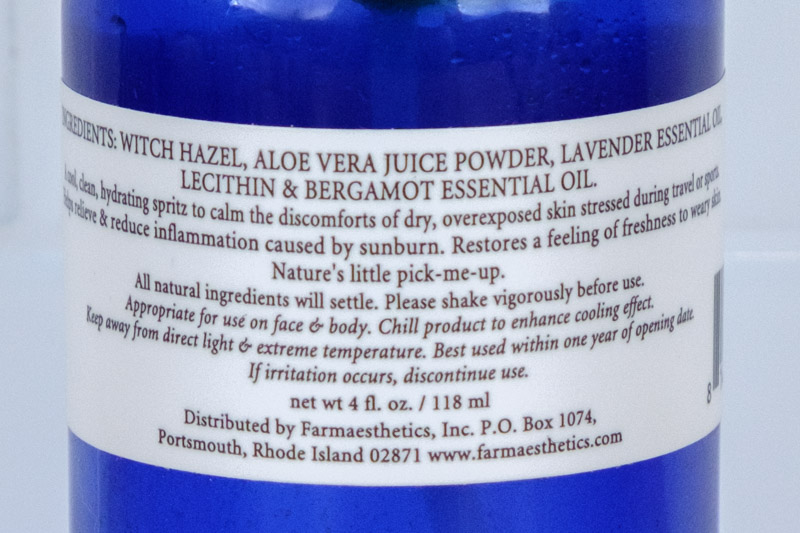 INGREDIENTS: WITCH HAZEL, ALOE VERA JUICE POWDER, LAVENDER ESSENTIAL OIL,
LECITHIN & BERGAMOT ESSENTIAL OIL.
A cool, clean, hydrating spritz to calm the discomforts of dry, overexposed skin stressed during travel or sports.
Helps relieve & reduce inflammation caused by sunburn. Restores a feeling of freshness to weary skin.
Nature's little pick-me-up.
All natural ingredients will settle. Please shake vigorously before use.
Appropriate for use on face & body. Chill product to enhance cooling effect.
Keep away from direct light & extreme temperature. Best used within one year of opening date.
If irritation occurs, discontinue use.
net wt 4 fl. oz. / 118 ml
Distributed by Farmaesthetics, Inc. P.O. Box 1074,
Portsmouth, Rhode Island 02871 www.farmaesthetics.com
8